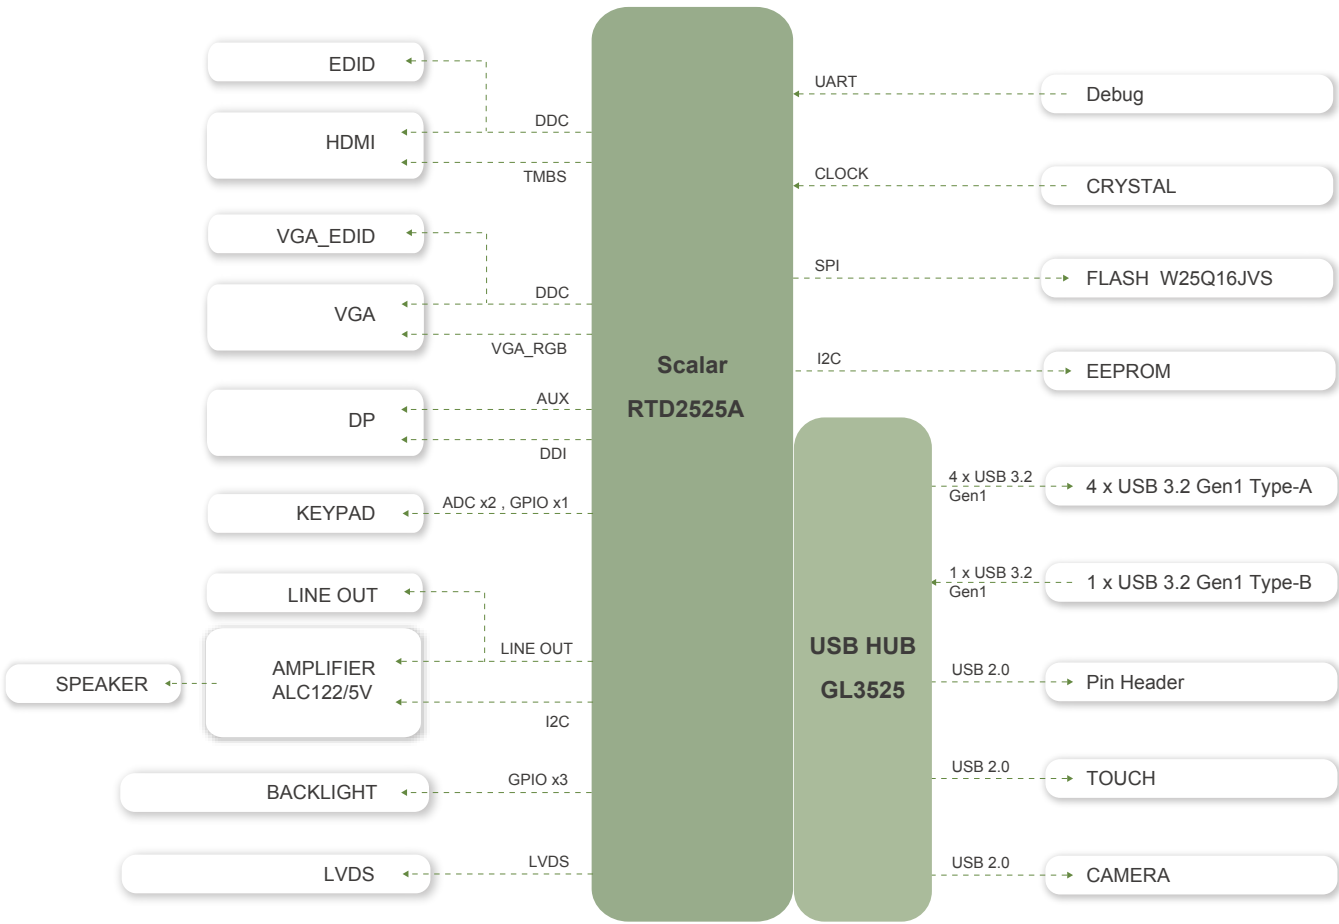 EDID
DDC
HDMI
TMBS
VGA_EDID
DDC
VGA
VGA_RGB
AUX
DP
DDI
ADC x2 , GPIO x1
KEYPAD
LINE OUT
LINE OUT
AMPLIFIER
ALC122/5V
SPEAKER
I2C
GPIO x3
BACKLIGHT
LVDS
LVDS
Scalar
RTD2525A
UART
Debug
CLOCK
CRYSTAL
SPI
FLASH  W25Q16JVS
I2C
EEPROM
USB HUB
GL3525
4 x USB 3.2
Gen1
4 x USB 3.2 Gen1 Type-A
1 x USB 3.2
Gen1
1 x USB 3.2 Gen1 Type-B
USB 2.0
Pin Header
USB 2.0
TOUCH
USB 2.0
CAMERA